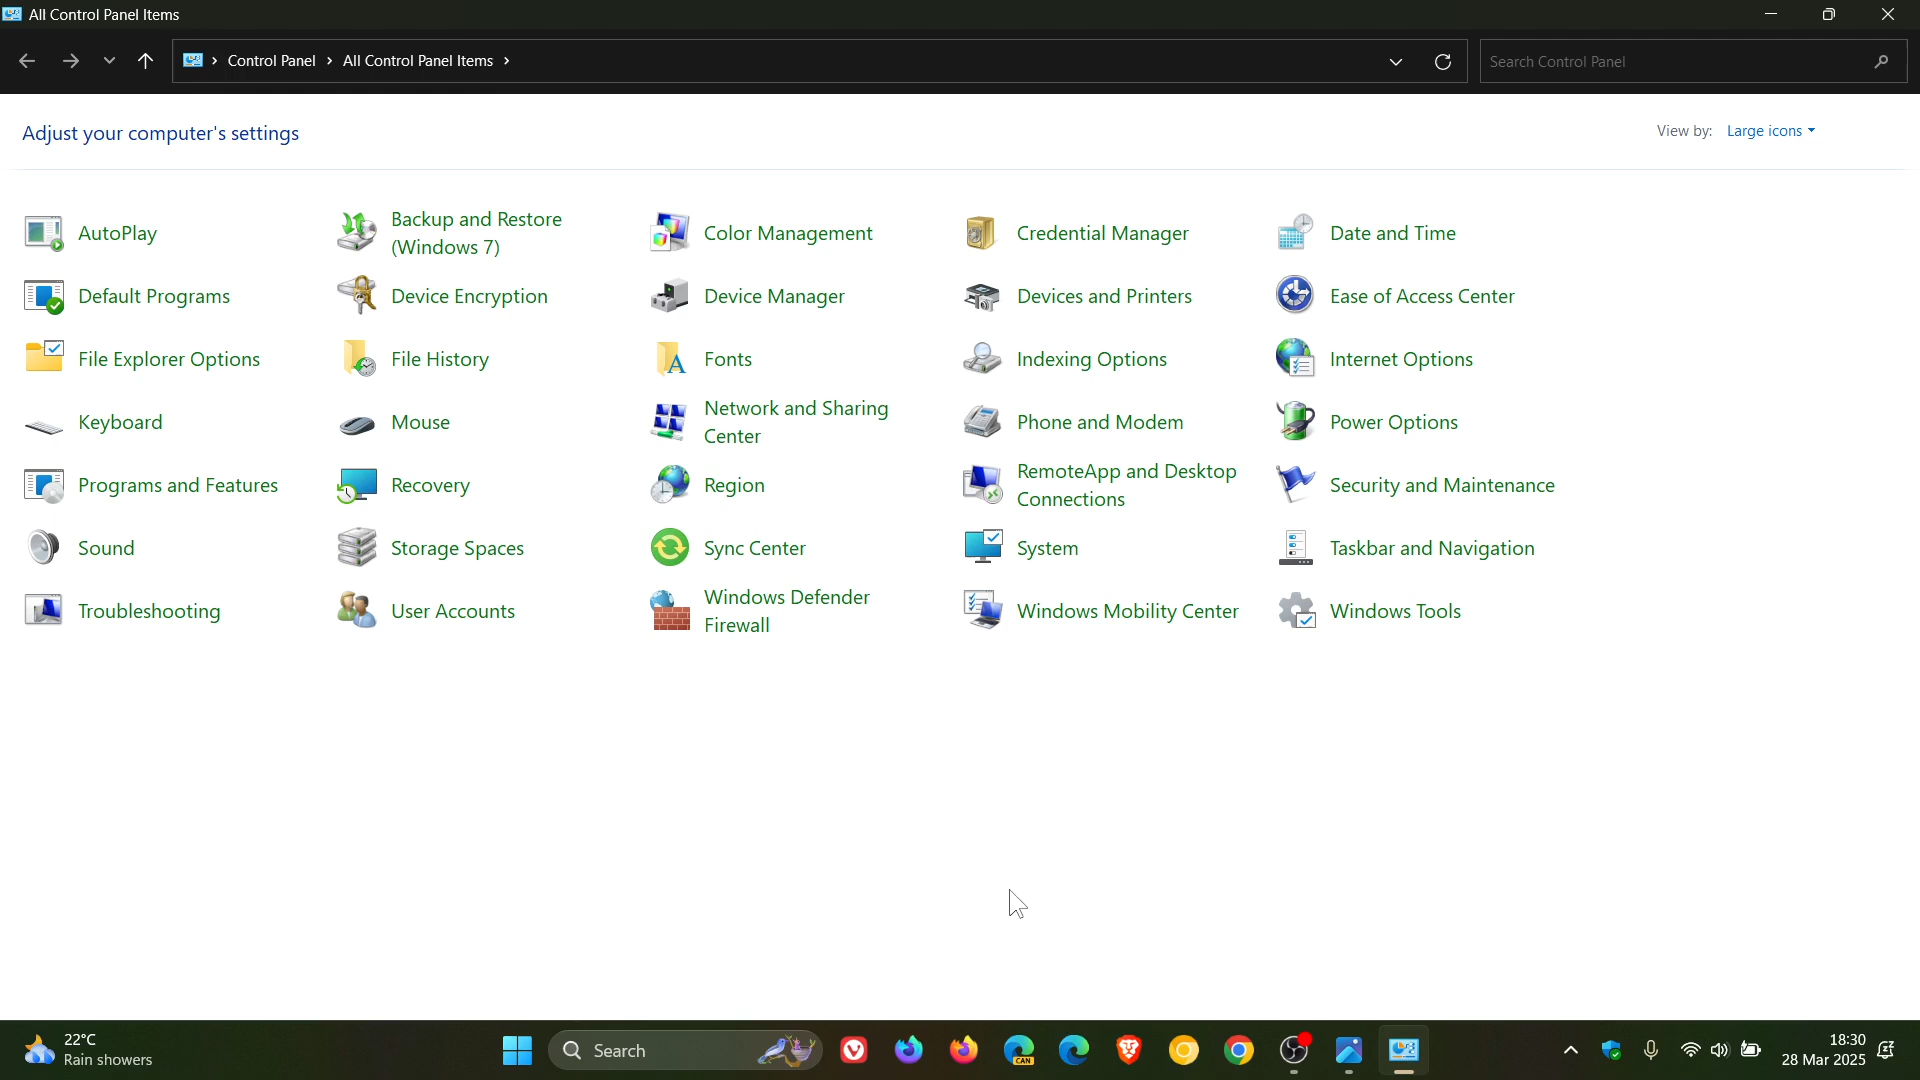 All Control Panel Items
Control Panel
All Control Panel Items
Search Control Panel
Adjust your computer's settings
View by: Large icons
AutoPlay
Backup and Restore
(Windows 7)
Color Management
Credential Manager
Date and Time
Default Programs
Device Encryption
Device Manager
Devices and Printers
Ease of Access Center
File Explorer Options
File History
Fonts
Indexing Options
Internet Options
Keyboard
Mouse
Network and Sharing
Center
Phone and Modem
Power Options
Programs and Features
Recovery
Region
RemoteApp and Desktop
Connections
Security and Maintenance
Sound
Storage Spaces
Sync Center
System
Taskbar and Navigation
Troubleshooting
User Accounts
Windows Defender
Firewall
Windows Mobility Center
Windows Tools
22°C
Rain showers
Search
CAN
18:30
28 Mar 2025